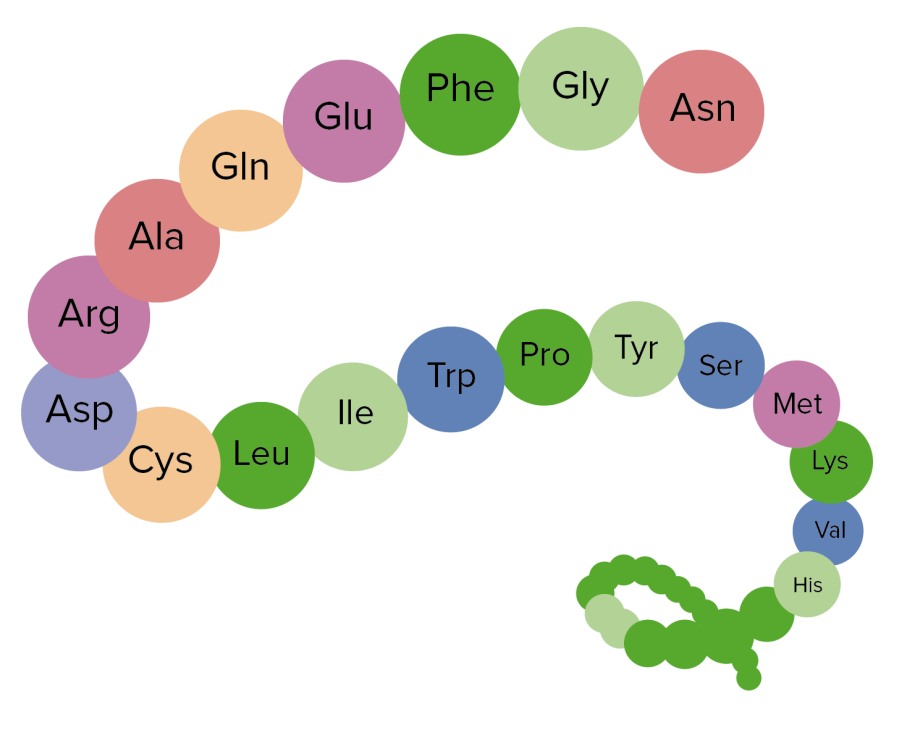 Asn
Gly
Phe
Glu
Gln
Ala
Arg
Asp
Cys
Leu
Ile
Trp
Pro
Tyr
Ser
Met
Lys
Val
His